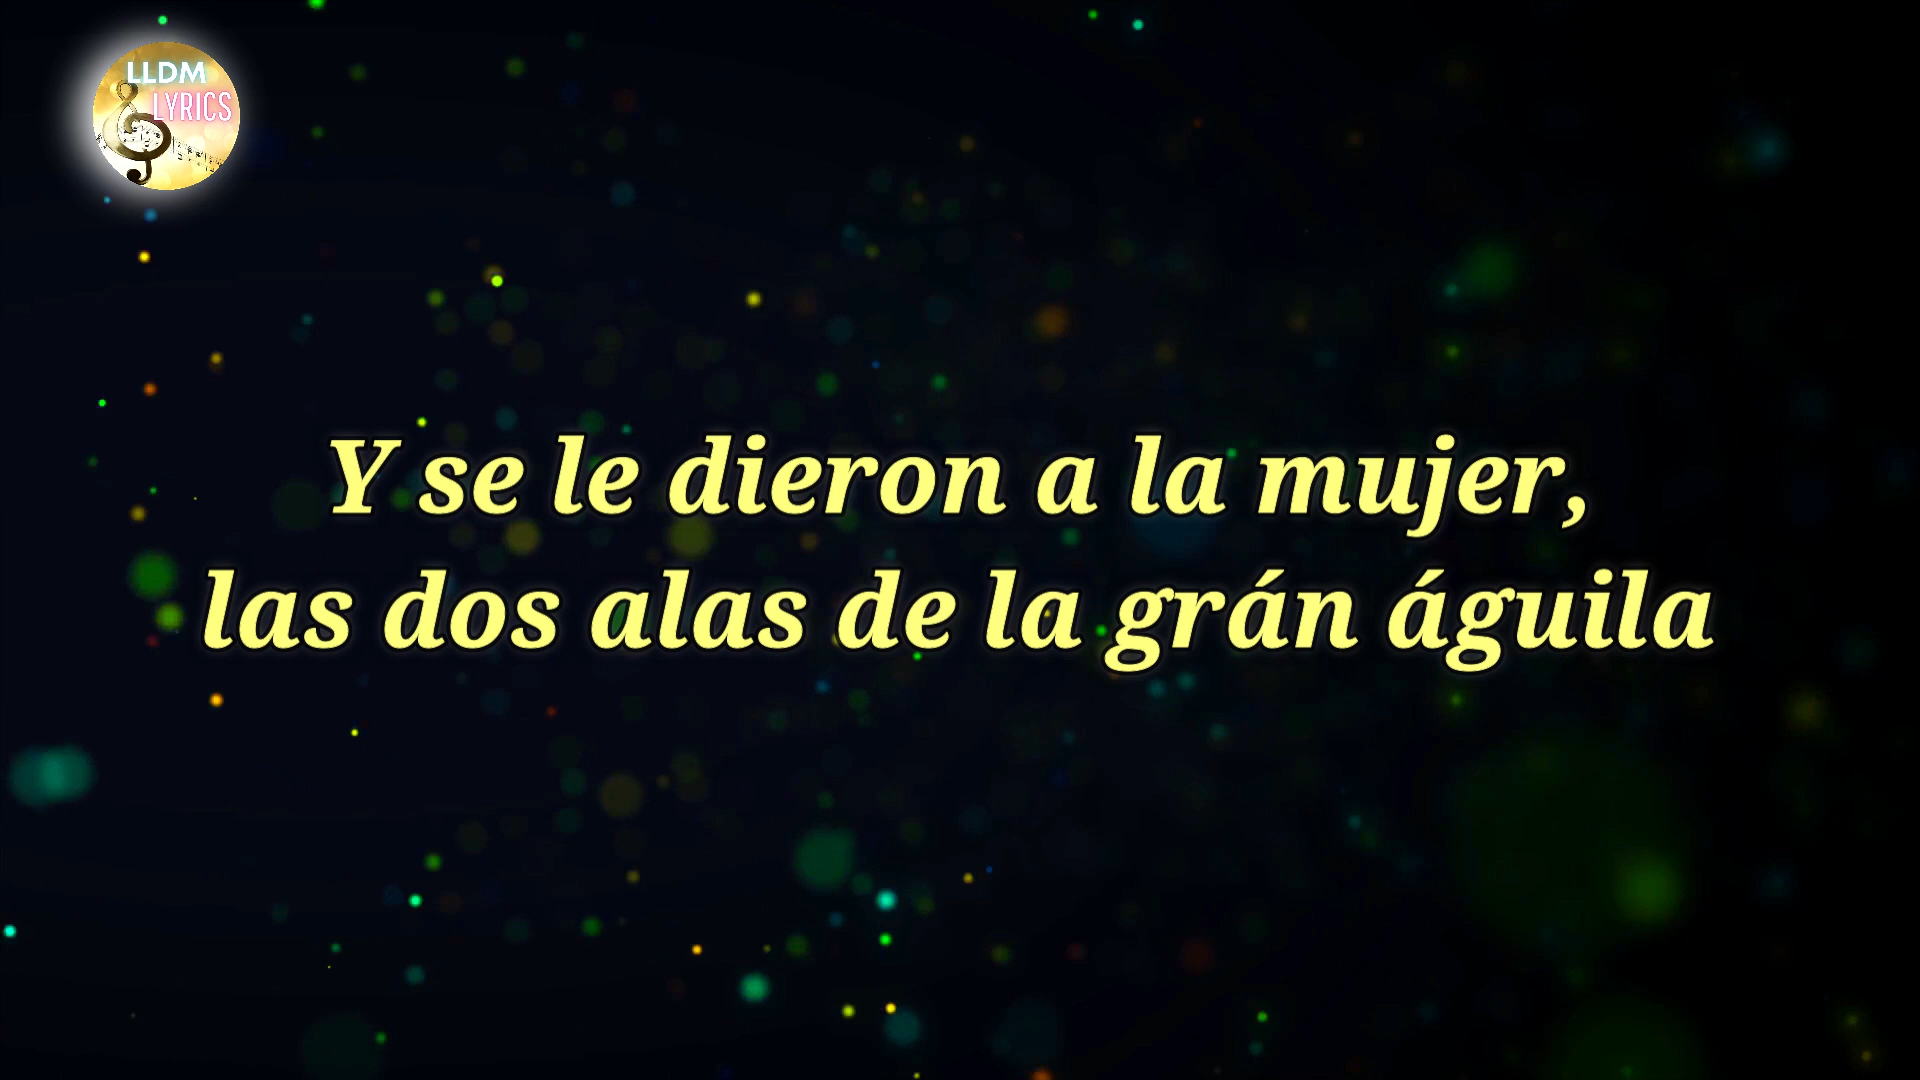 LLDM
LYRICS
Y se le dieron a la mujer,
las dos alas de la grán águila